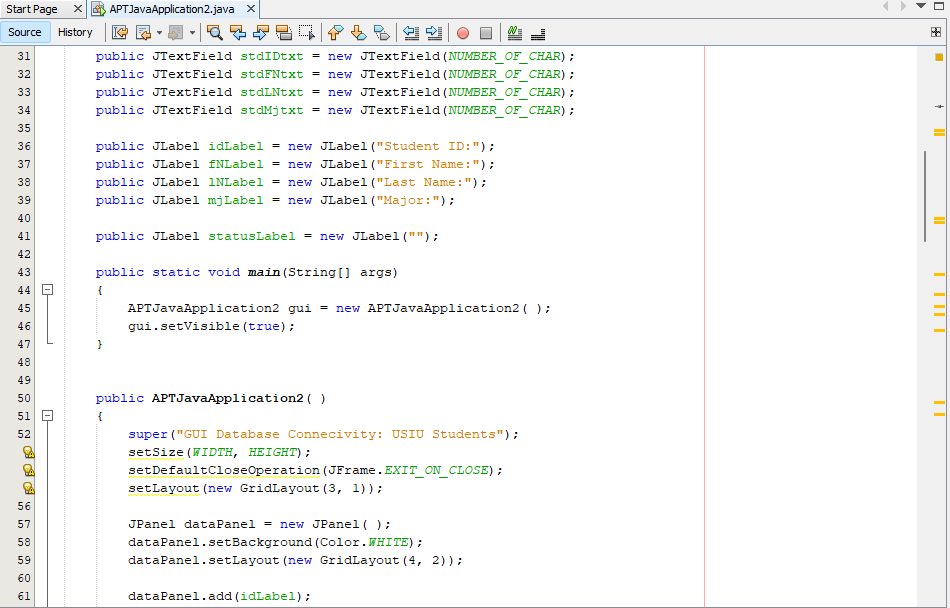 Start Page
APTJavaApplication2.java
Source History
31 public JTextField stdIDtxt = new JTextField(NUMBER_OF_CHAR);
32 public JTextField stdFNtxt = new JTextField(NUMBER_OF_CHAR);
33 public JTextField stdLNtxt = new JTextField(NUMBER_OF_CHAR);
34 public JTextField stdMjtxt = new JTextField(NUMBER_OF_CHAR);
35
36 public JLabel idLabel = new JLabel("Student ID:");
37 public JLabel fNLabel = new JLabel("First Name:");
38 public JLabel lNLabel = new JLabel("Last Name:");
39 public JLabel mjLabel = new JLabel("Major:");
40
41 public JLabel statusLabel = new JLabel("");
42
43 public static void main(String[] args)
44 {
45 APTJavaApplication2 gui = new APTJavaApplication2( );
46 gui.setVisible(true);
47 }
48
49
50 public APTJavaApplication2( )
51 {
52 super("GUI Database Connecivity: USIU Students");
setSize(WIDTH, HEIGHT);
setDefaultCloseOperation(JFrame.EXIT_ON_CLOSE);
setLayout(new GridLayout(3, 1));
56
57 JPanel dataPanel = new JPanel( );
58 dataPanel.setBackground(Color.WHITE);
59 dataPanel.setLayout(new GridLayout(4, 2));
60
61 dataPanel.add(idLabel);